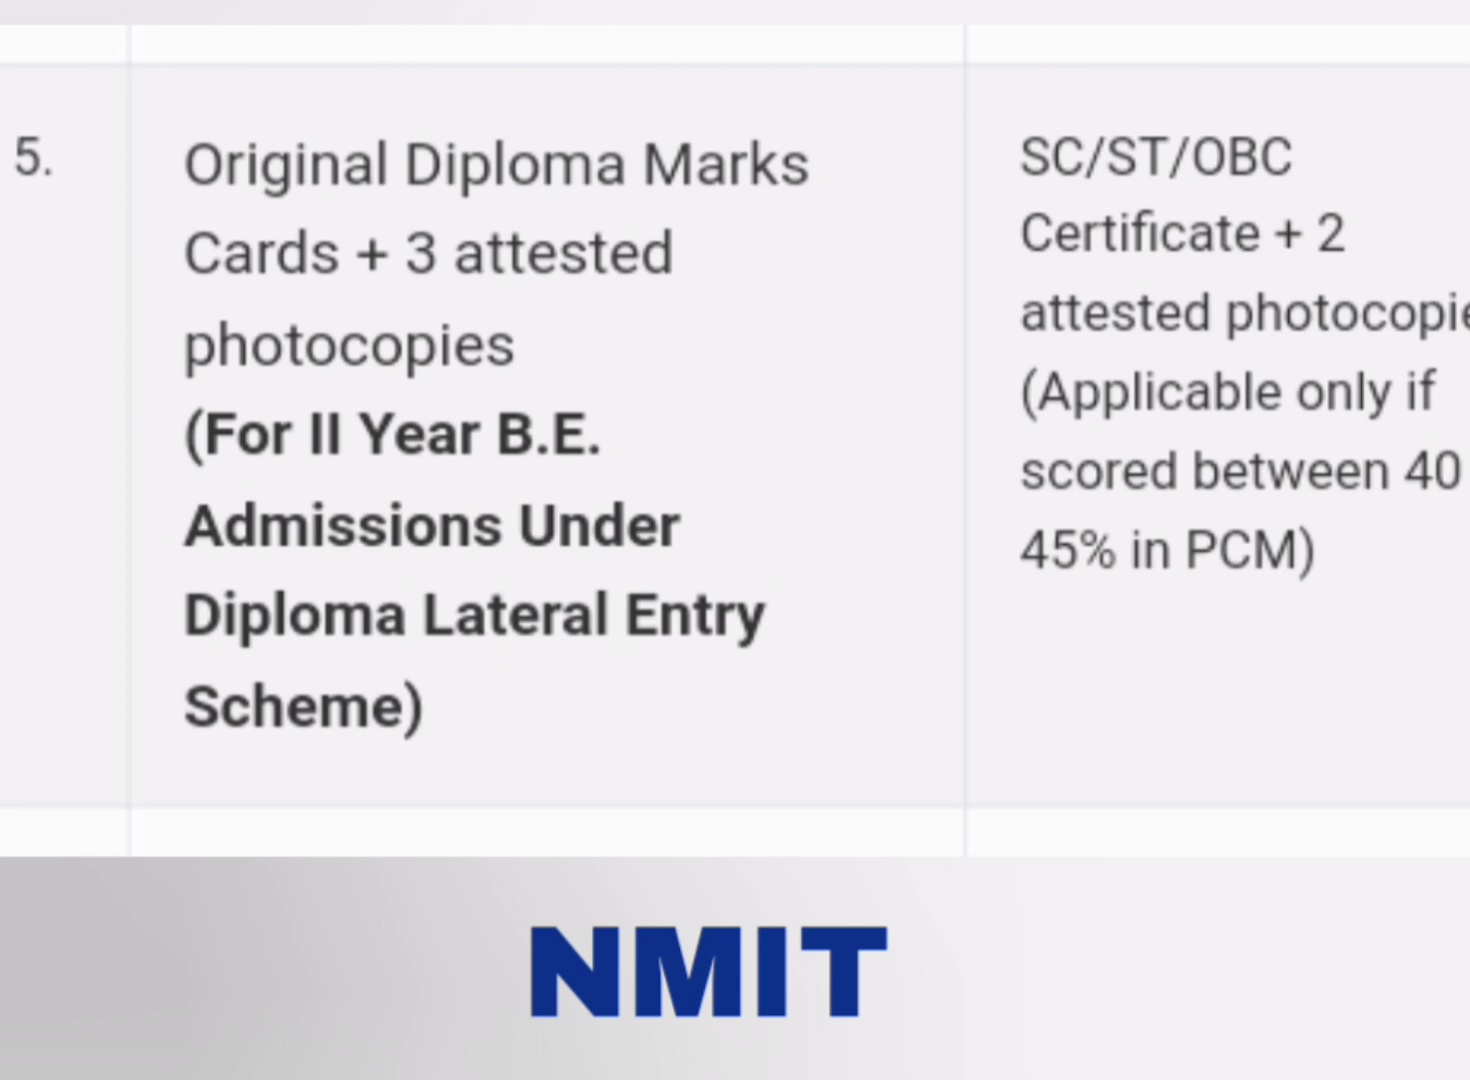 5.
Original Diploma Marks
Cards + 3 attested
photocopies
(For II Year B.E.
Admissions Under
Diploma Lateral Entry
Scheme)
SC/ST/OBC
Certificate + 2
attested photocopie
(Applicable only if
scored between 40
45% in PCM)
NMIT